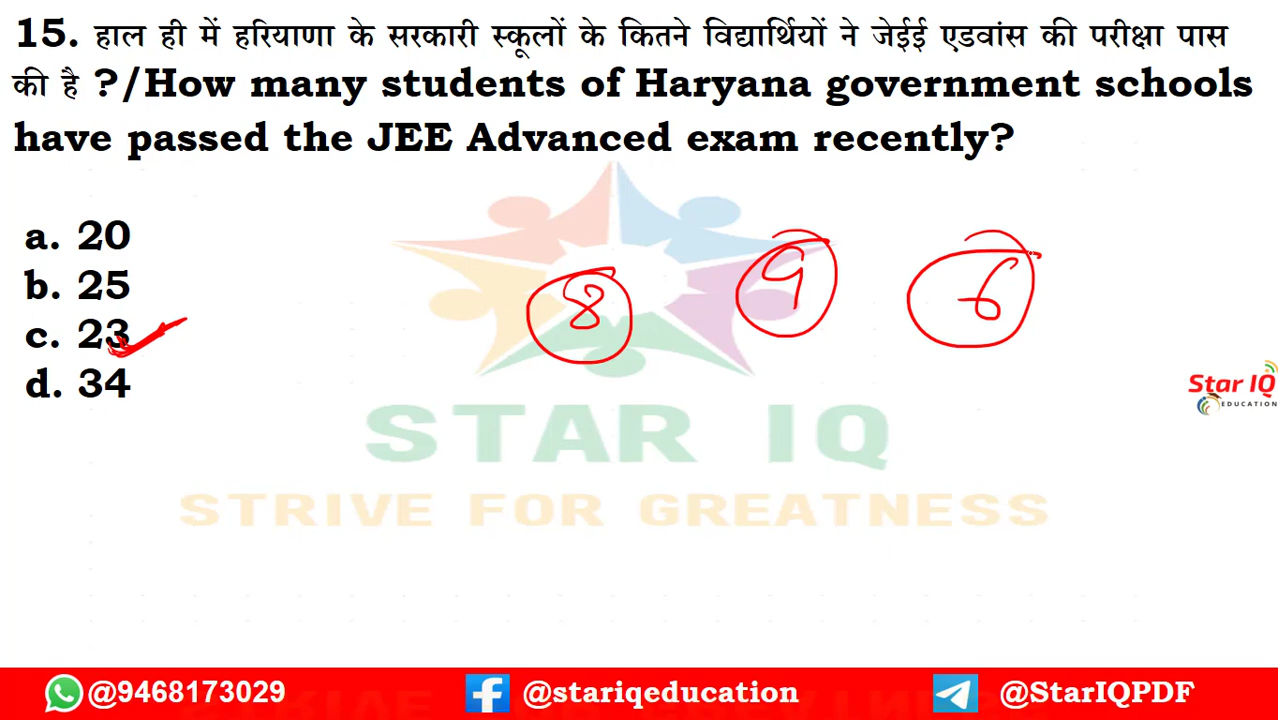 15. हाल ही में हरियाणा के सरकारी स्कूलों के कितने विद्यार्थियों ने जेईई एडवांस की परीक्षा पास
की है ?/How many students of Haryana government schools
have passed the JEE Advanced exam recently?
a. 20
b. 25
c. 23
d. 34
8 9 6
Star IQ
EDUCATION
STAR IQ
STRIVE FOR GREATNESS
@9468173029 @stariqeducation @StarIQPDF